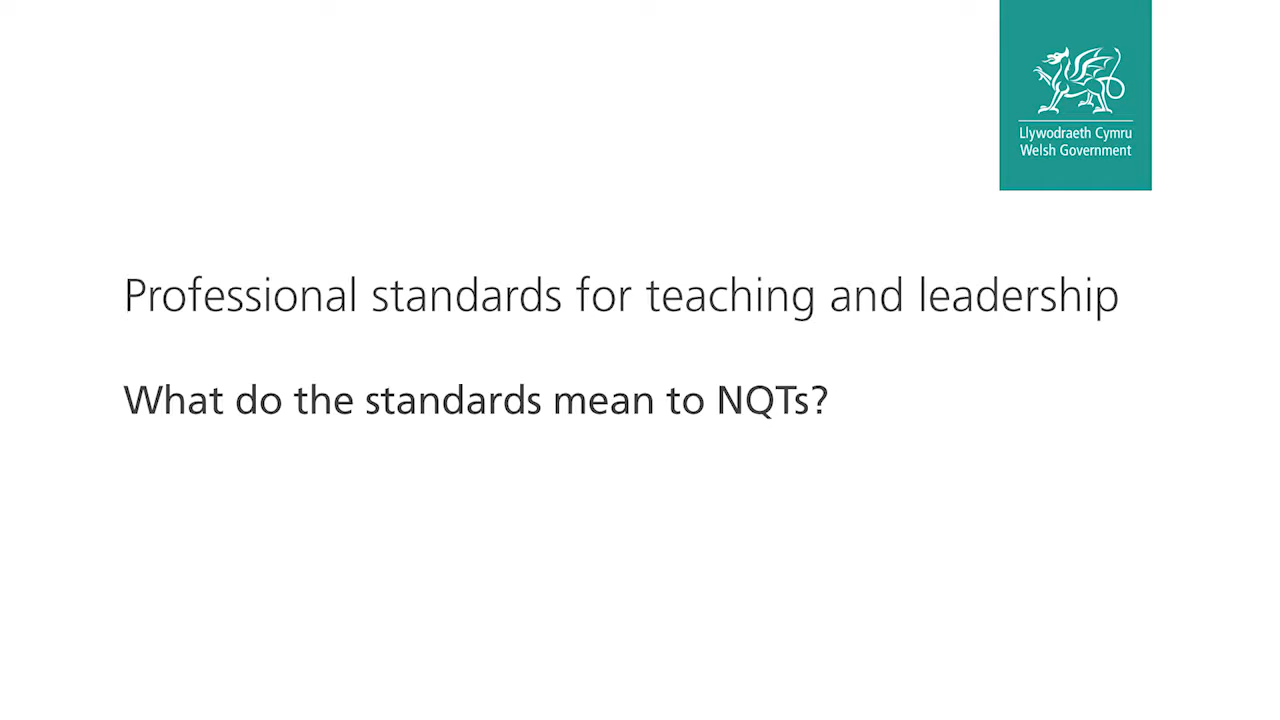 Llywodraeth Cymru
Welsh Government
Professional standards for teaching and leadership
What do the standards mean to NQTs?